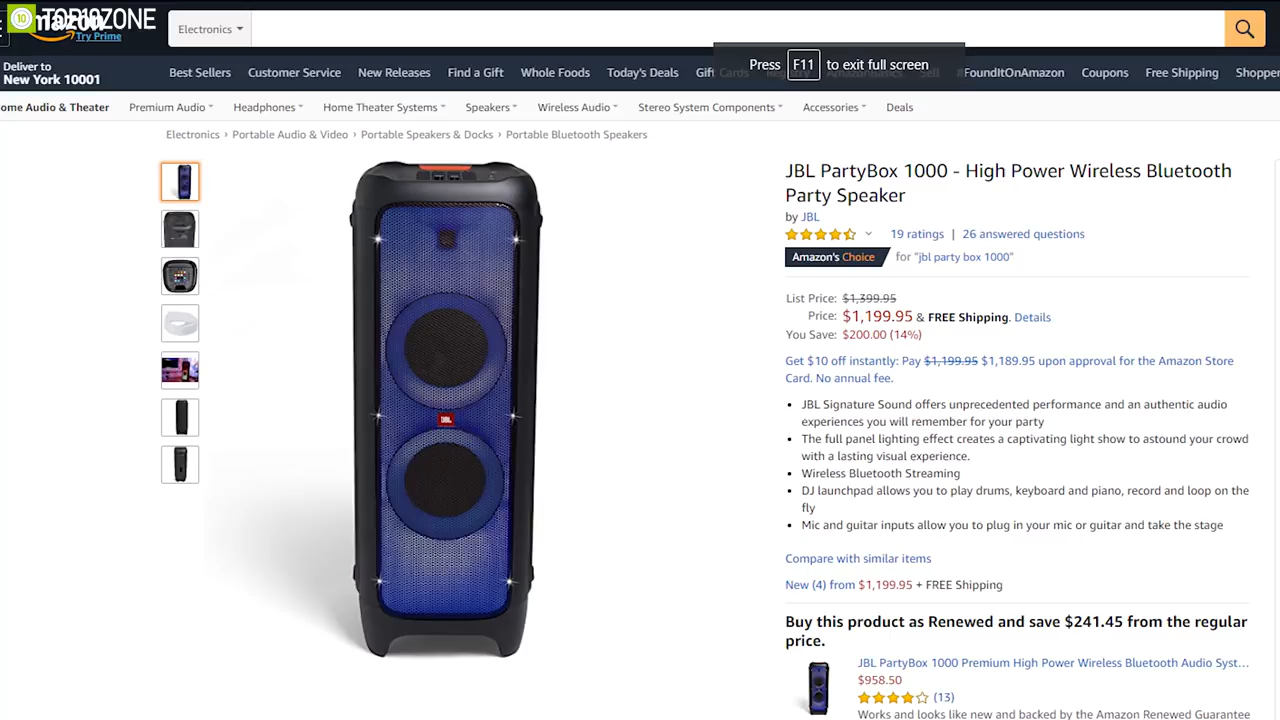 10 TOP10ZONE
amazon
Try Prime
Electronics
Press F11 to exit full screen
Deliver to
New York 10001
Best Sellers Customer Service New Releases Find a Gift Whole Foods Today's Deals Gift Cards Registry AmazonBasics Sell #FoundItOnAmazon Coupons Free Shipping Shopper
ome Audio & Theater Premium Audio Headphones Home Theater Systems Speakers Wireless Audio Stereo System Components Accessories Deals
Electronics › Portable Audio & Video › Portable Speakers & Docks › Portable Bluetooth Speakers
JBL PartyBox 1000 - High Power Wireless Bluetooth
Party Speaker
by JBL
19 ratings | 26 answered questions
Amazon's Choice for "jbl party box 1000"
List Price: $1,399.95
Price: $1,199.95 & FREE Shipping. Details
You Save: $200.00 (14%)
Get $10 off instantly: Pay $1,199.95 $1,189.95 upon approval for the Amazon Store
Card. No annual fee.
• JBL Signature Sound offers unprecedented performance and an authentic audio
experiences you will remember for your party
• The full panel lighting effect creates a captivating light show to astound your crowd
with a lasting visual experience.
• Wireless Bluetooth Streaming
• DJ launchpad allows you to play drums, keyboard and piano, record and loop on the
fly
• Mic and guitar inputs allow you to plug in your mic or guitar and take the stage
Compare with similar items
New (4) from $1,199.95 + FREE Shipping
Buy this product as Renewed and save $241.45 from the regular
price.
JBL PartyBox 1000 Premium High Power Wireless Bluetooth Audio Syst...
$958.50
(13)
Works and looks like new and backed by the Amazon Renewed Guarantee
JBL